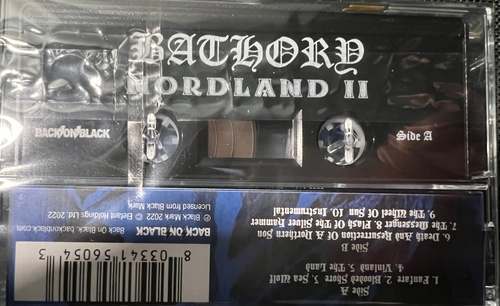 BATHORY
NORDLAND II
BACK ON BLACK
Side A
Side A
1. Fanfare 2. Blooded Shore 3. Sea Wolf
4. Vinland 5. The Land
Side B
6. Death And Resurrection Of A Northern Son
7. The Messenger 8. Flash Of The Silver Hammer
9. The Wheel Of Sun 10. Instrumental
BACK ON BLACK
Back On Black. backonblack.com
℗ Black Mark 2022 © Extant Holdings Ltd 2022
Licensed from Black Mark
8 03341 56054 3